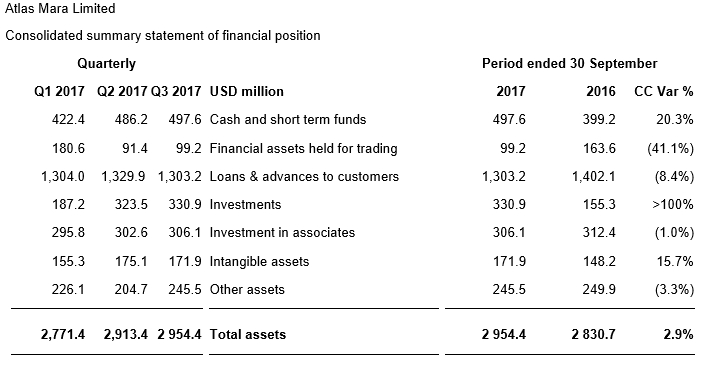 Atlas Mara Limited
Consolidated summary statement of financial position
Quarterly Period ended 30 September
Q1 2017 Q2 2017 Q3 2017 USD million 2017 2016 CC Var %
422.4 486.2 497.6 Cash and short term funds 497.6 399.2 20.3%
180.6 91.4 99.2 Financial assets held for trading 99.2 163.6 (41.1%)
1,304.0 1,329.9 1,303.2 Loans & advances to customers 1,303.2 1,402.1 (8.4%)
187.2 323.5 330.9 Investments 330.9 155.3 >100%
295.8 302.6 306.1 Investment in associates 306.1 312.4 (1.0%)
155.3 175.1 171.9 Intangible assets 171.9 148.2 15.7%
226.1 204.7 245.5 Other assets 245.5 249.9 (3.3%)
2,771.4 2,913.4 2 954.4 Total assets 2 954.4 2 830.7 2.9%